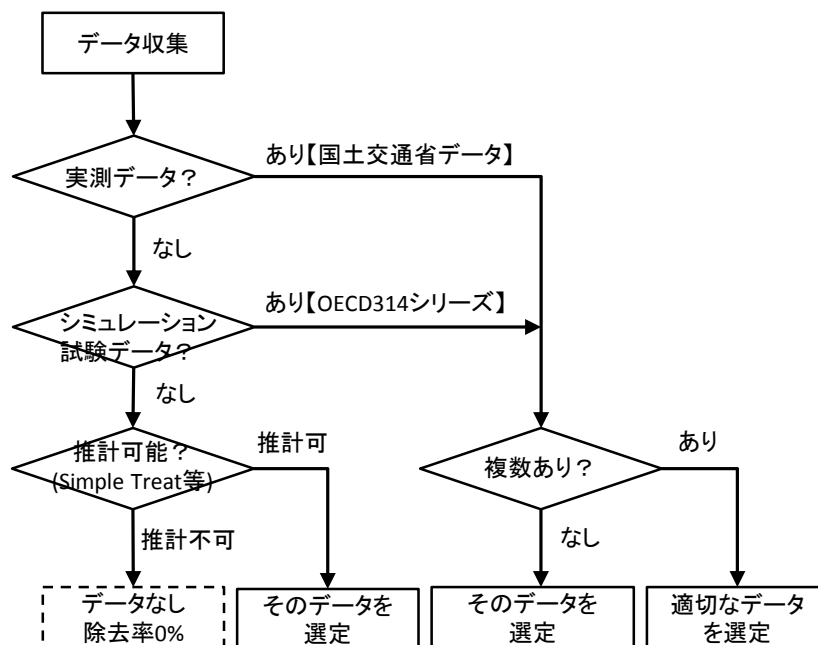 データ収集
実測データ？
あり【国土交通省データ】
なし
シミュレーション
試験データ？
あり【OECD314シリーズ】
なし
推計可能？
(Simple Treat等)
推計可
複数あり？
あり
推計不可
なし
データなし
除去率0%
そのデータを
選定
そのデータを
選定
適切なデータ
を選定